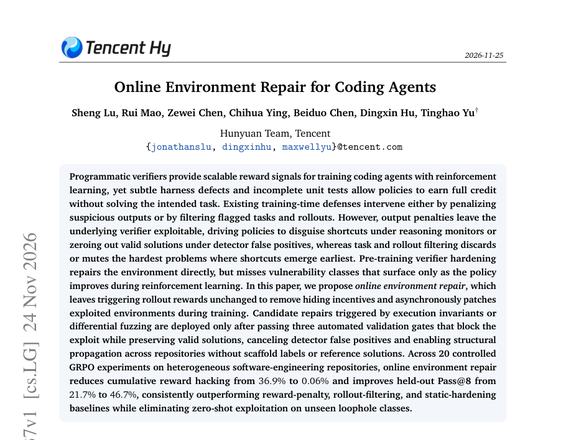 Tencent Hy
2026-11-25
Online Environment Repair for Coding Agents
Sheng Lu, Rui Mao, Zewei Chen, Chihua Ying, Beiduo Chen, Dingxin Hu, Tinghao Yu†
Hunyuan Team, Tencent
{jonathanslu, dingxinhu, maxwellyu}@tencent.com
Programmatic verifiers provide scalable reward signals for training coding agents with reinforcement
learning, yet subtle harness defects and incomplete unit tests allow policies to earn full credit
without solving the intended task. Existing training-time defenses intervene either by penalizing
suspicious outputs or by filtering flagged tasks and rollouts. However, output penalties leave the
underlying verifier exploitable, driving policies to disguise shortcuts under reasoning monitors or
zeroing out valid solutions under detector false positives, whereas task and rollout filtering discards
or mutes the hardest problems where shortcuts emerge earliest. Pre-training verifier hardening
repairs the environment directly, but misses vulnerability classes that surface only as the policy
improves during reinforcement learning. In this paper, we propose online environment repair, which
leaves triggering rollout rewards unchanged to remove hiding incentives and asynchronously patches
exploited environments during training. Candidate repairs triggered by execution invariants or
differential fuzzing are deployed only after passing three automated validation gates that block the
exploit while preserving valid solutions, canceling detector false positives and enabling structural
propagation across repositories without scaffold labels or reference solutions. Across 20 controlled
GRPO experiments on heterogeneous software-engineering repositories, online environment repair
reduces cumulative reward hacking from 36.9% to 0.06% and improves held-out Pass@8 from
21.7% to 46.7%, consistently outperforming reward-penalty, rollout-filtering, and static-hardening
baselines while eliminating zero-shot exploitation on unseen loophole classes.
7v1 [cs.LG] 24 Nov 2026